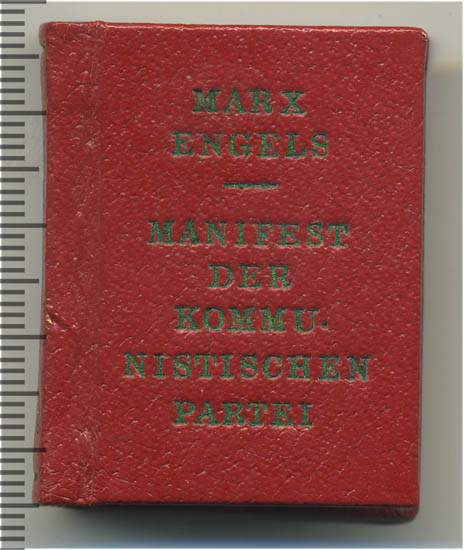 MARX
ENGELS
MANIFEST
DER
KOMMU-
NISTISCHEN
PARTEI